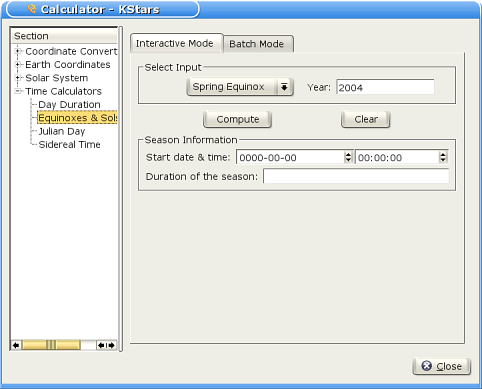 Calculator - KStars
Section
Coordinate Convert
Earth Coordinates
Solar System
Time Calculators
Day Duration
Equinoxes & Sols
Julian Day
Sidereal Time
Interactive Mode
Batch Mode
Select Input
Spring Equinox
Year: 2004
Compute
Clear
Season Information
Start date & time: 0000-00-00 00:00:00
Duration of the season:
Close